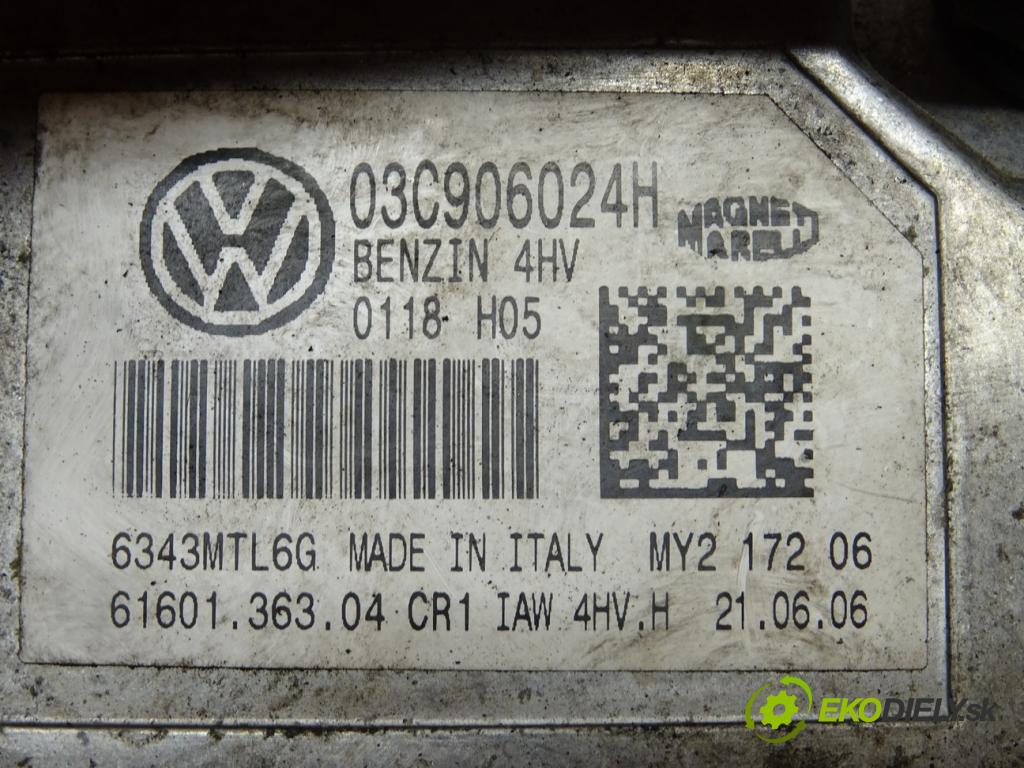 03C906024H
MAGNETI
MARELLI
BENZIN 4HV
0118 H05
6343MTL6G MADE IN ITALY MY2 172 06
61601.363.04 CR1 IAW 4HV.H 21.06.06
EKODIELY.sk